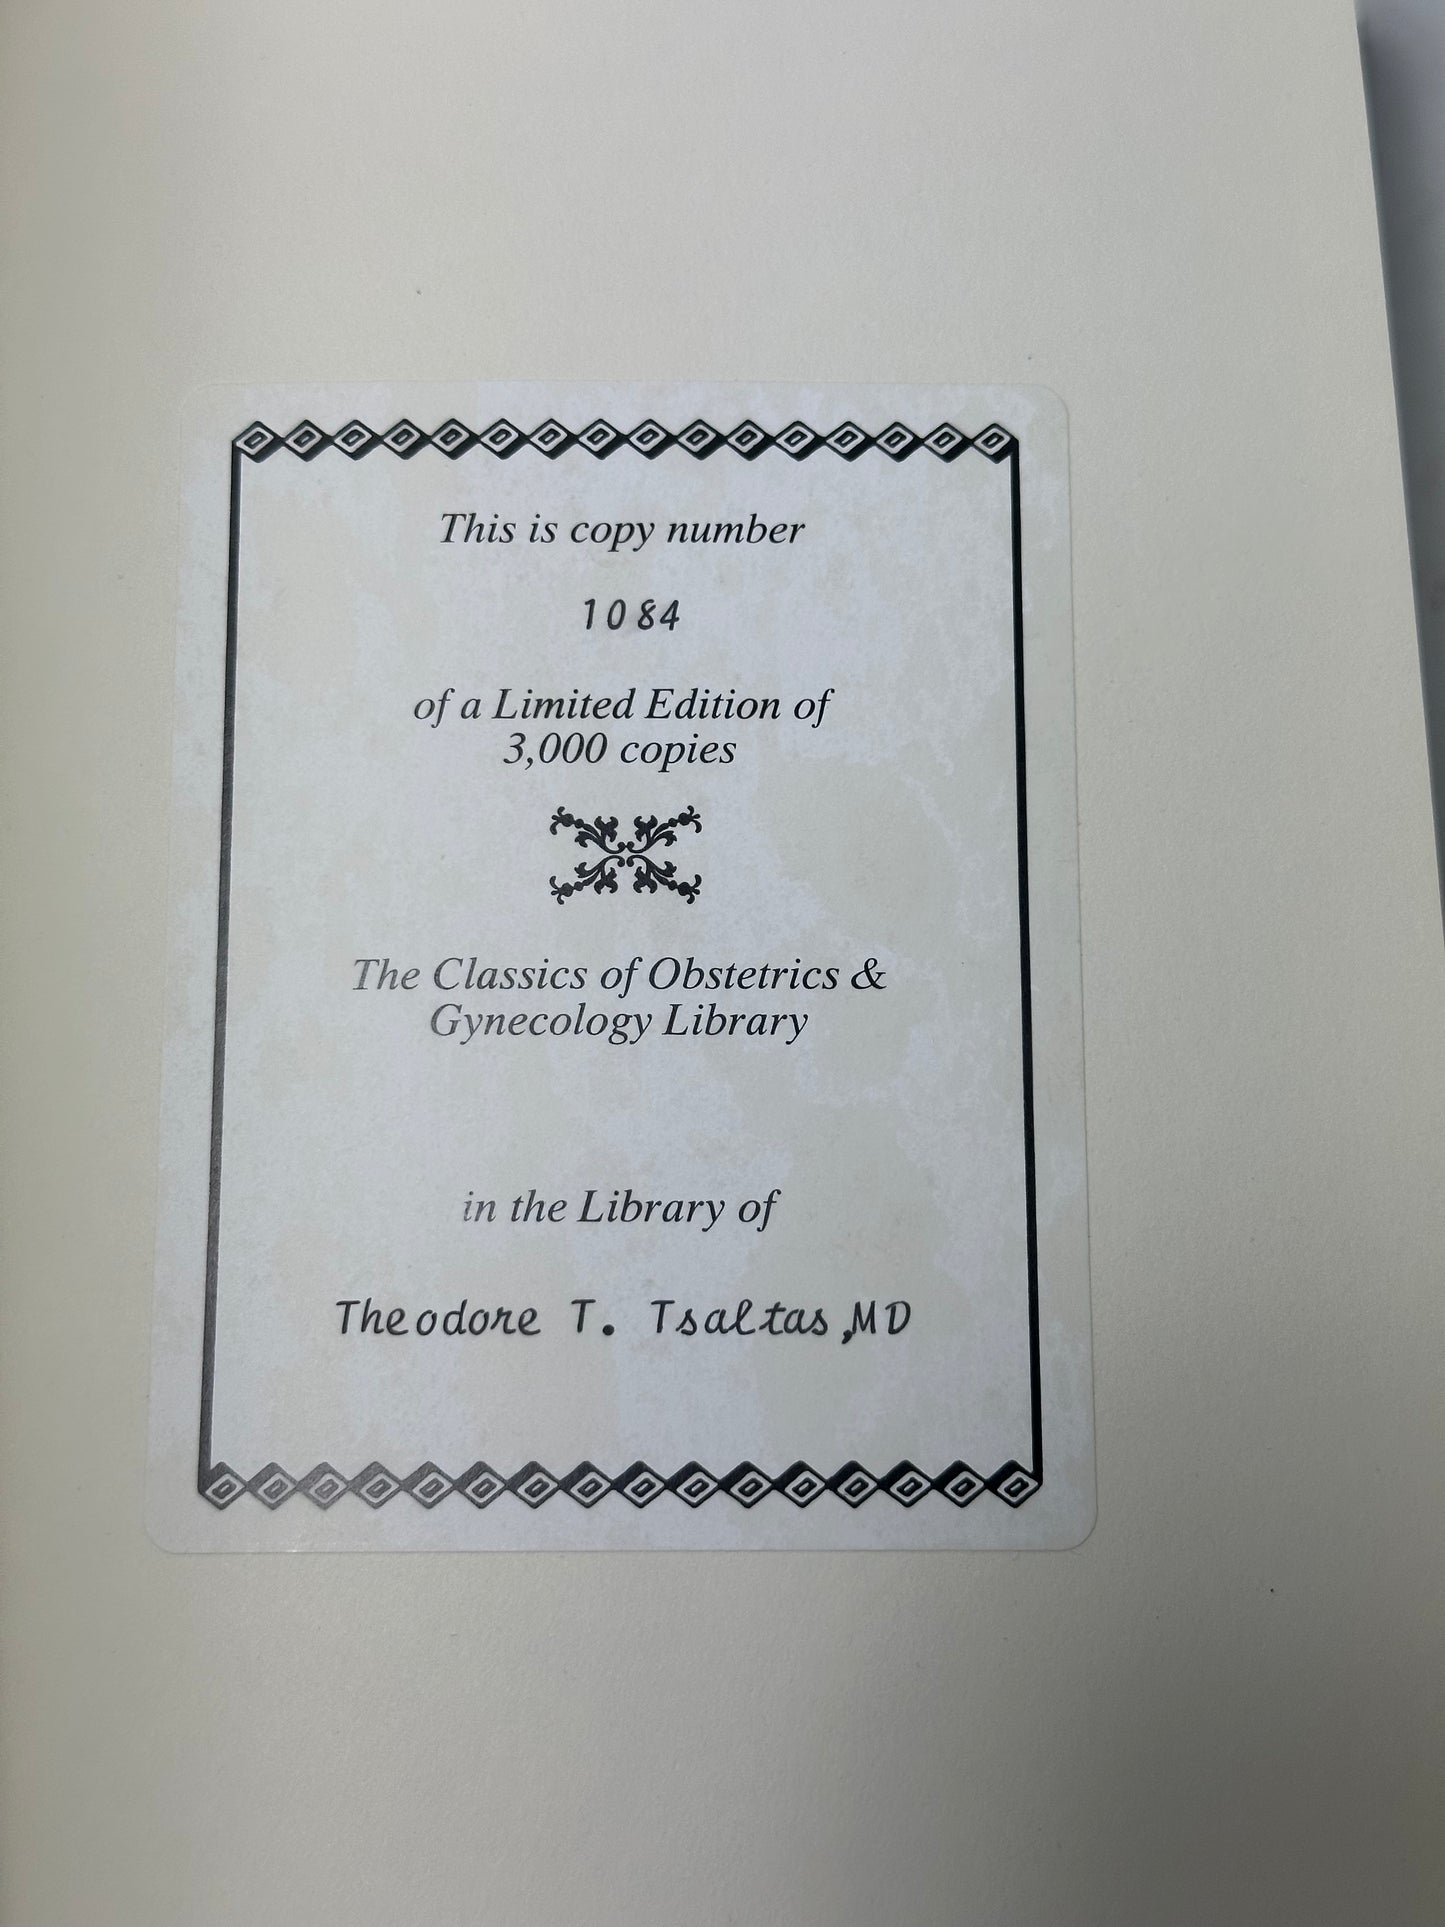 This is copy number
1084
of a Limited Edition of
3,000 copies
The Classics of Obstetrics &
Gynecology Library
in the Library of
Theodore T. Tsaltas, MD